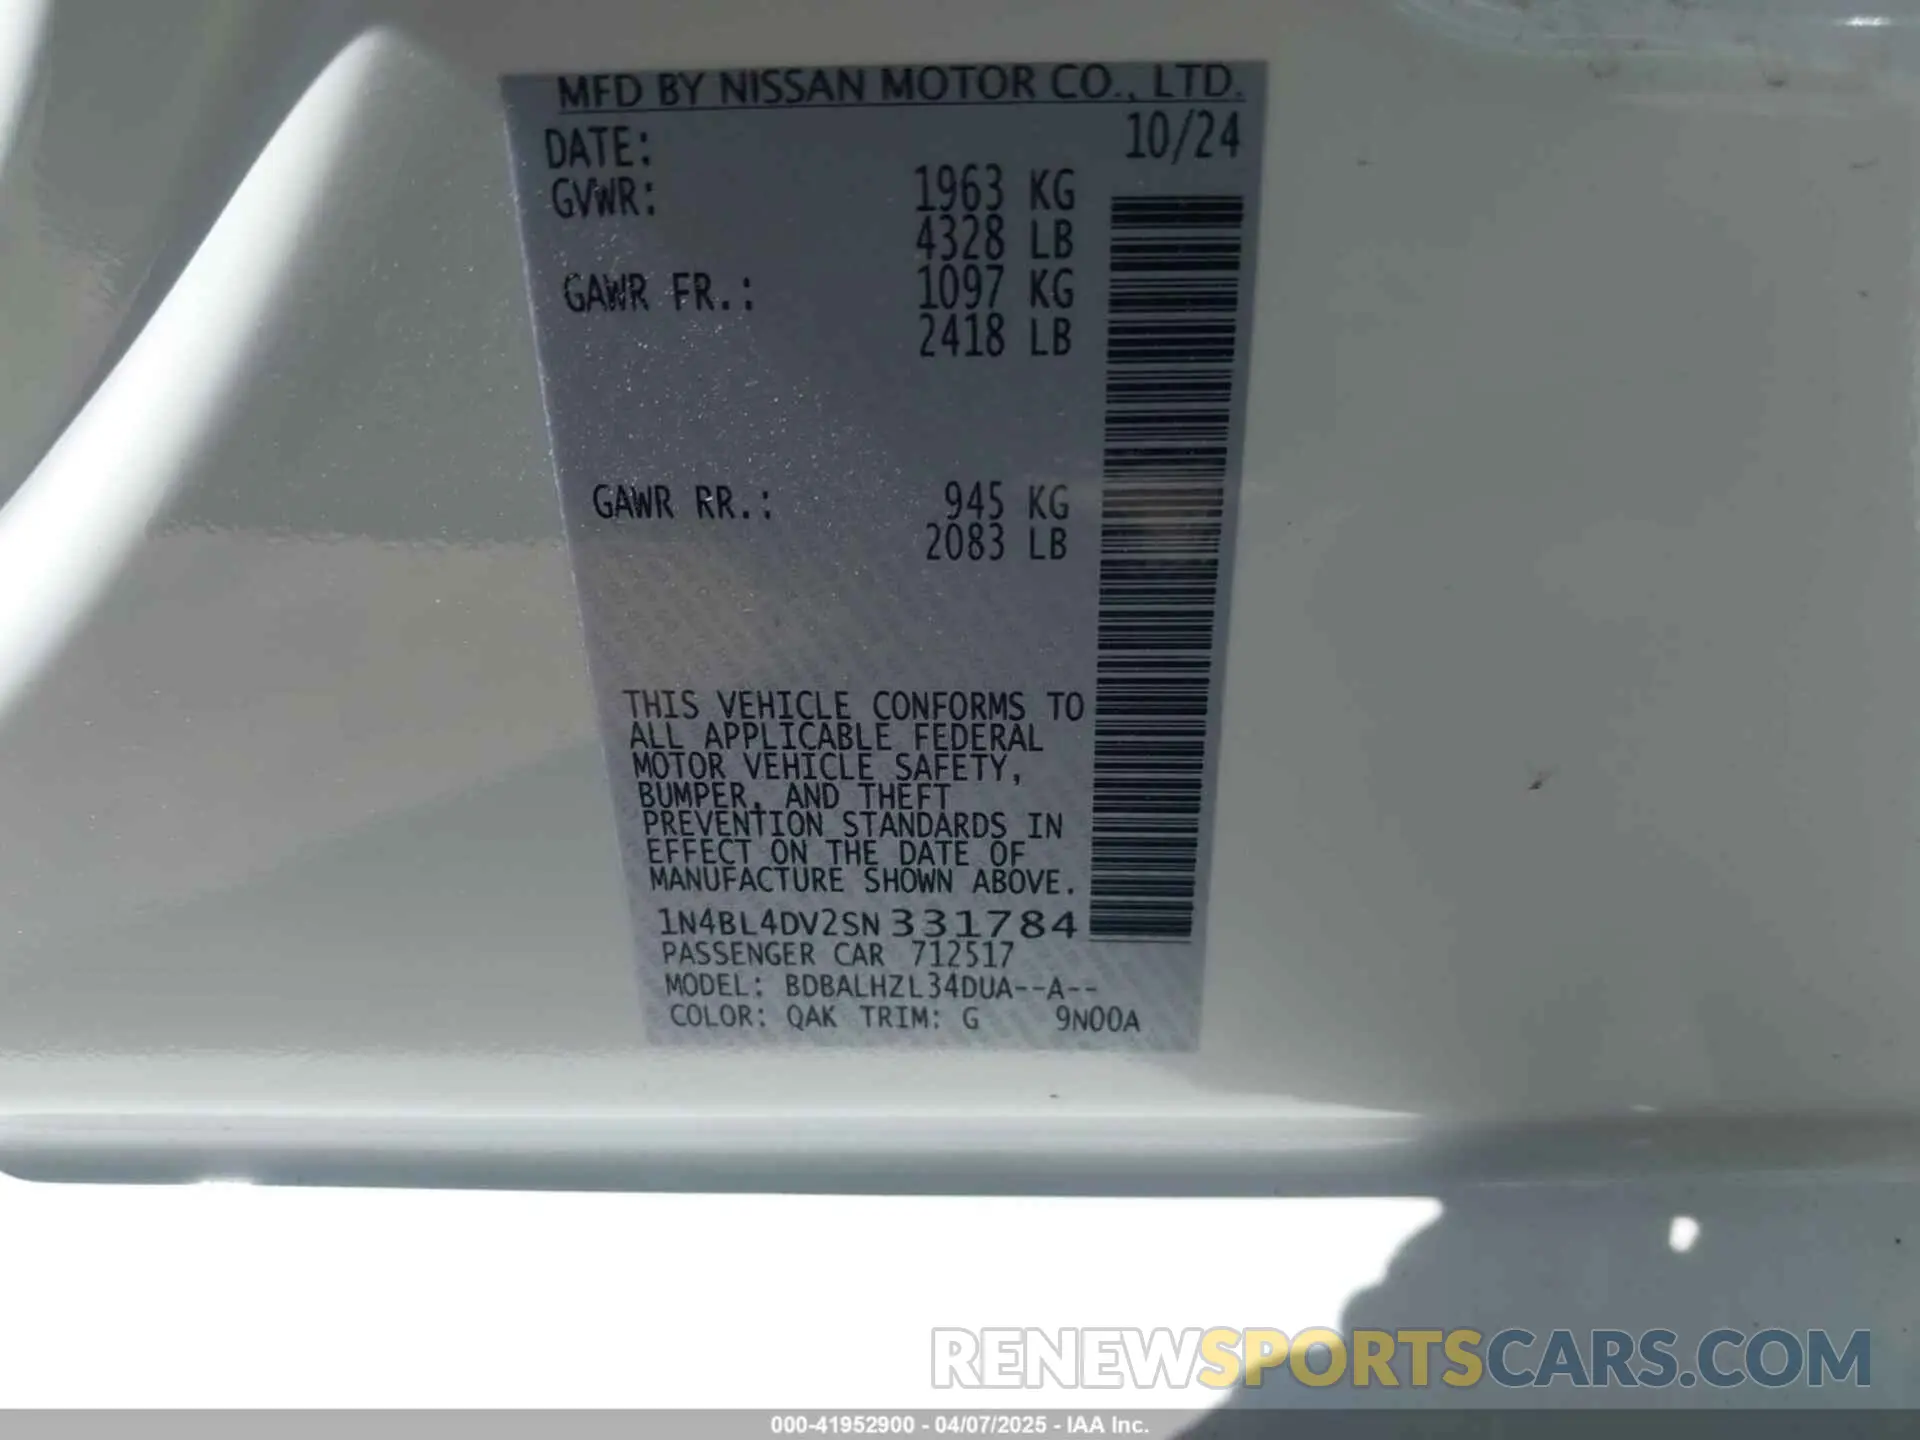 MFD BY NISSAN MOTOR CO., LTD.
DATE: 10/24
GVWR: 1963 KG
4328 LB
GAWR FR.: 1097 KG
2418 LB
GAWR RR.: 945 KG
2083 LB
THIS VEHICLE CONFORMS TO
ALL APPLICABLE FEDERAL
MOTOR VEHICLE SAFETY,
BUMPER, AND THEFT
PREVENTION STANDARDS IN
EFFECT ON THE DATE OF
MANUFACTURE SHOWN ABOVE.
1N4BL4DV2SN331784
PASSENGER CAR 712517
MODEL: BDBALHZL34DUA--A--
COLOR: QAK TRIM: G 9N00A
RENEWSPORTSCARS.COM
000-41952900 - 04/07/2025 - IAA Inc.